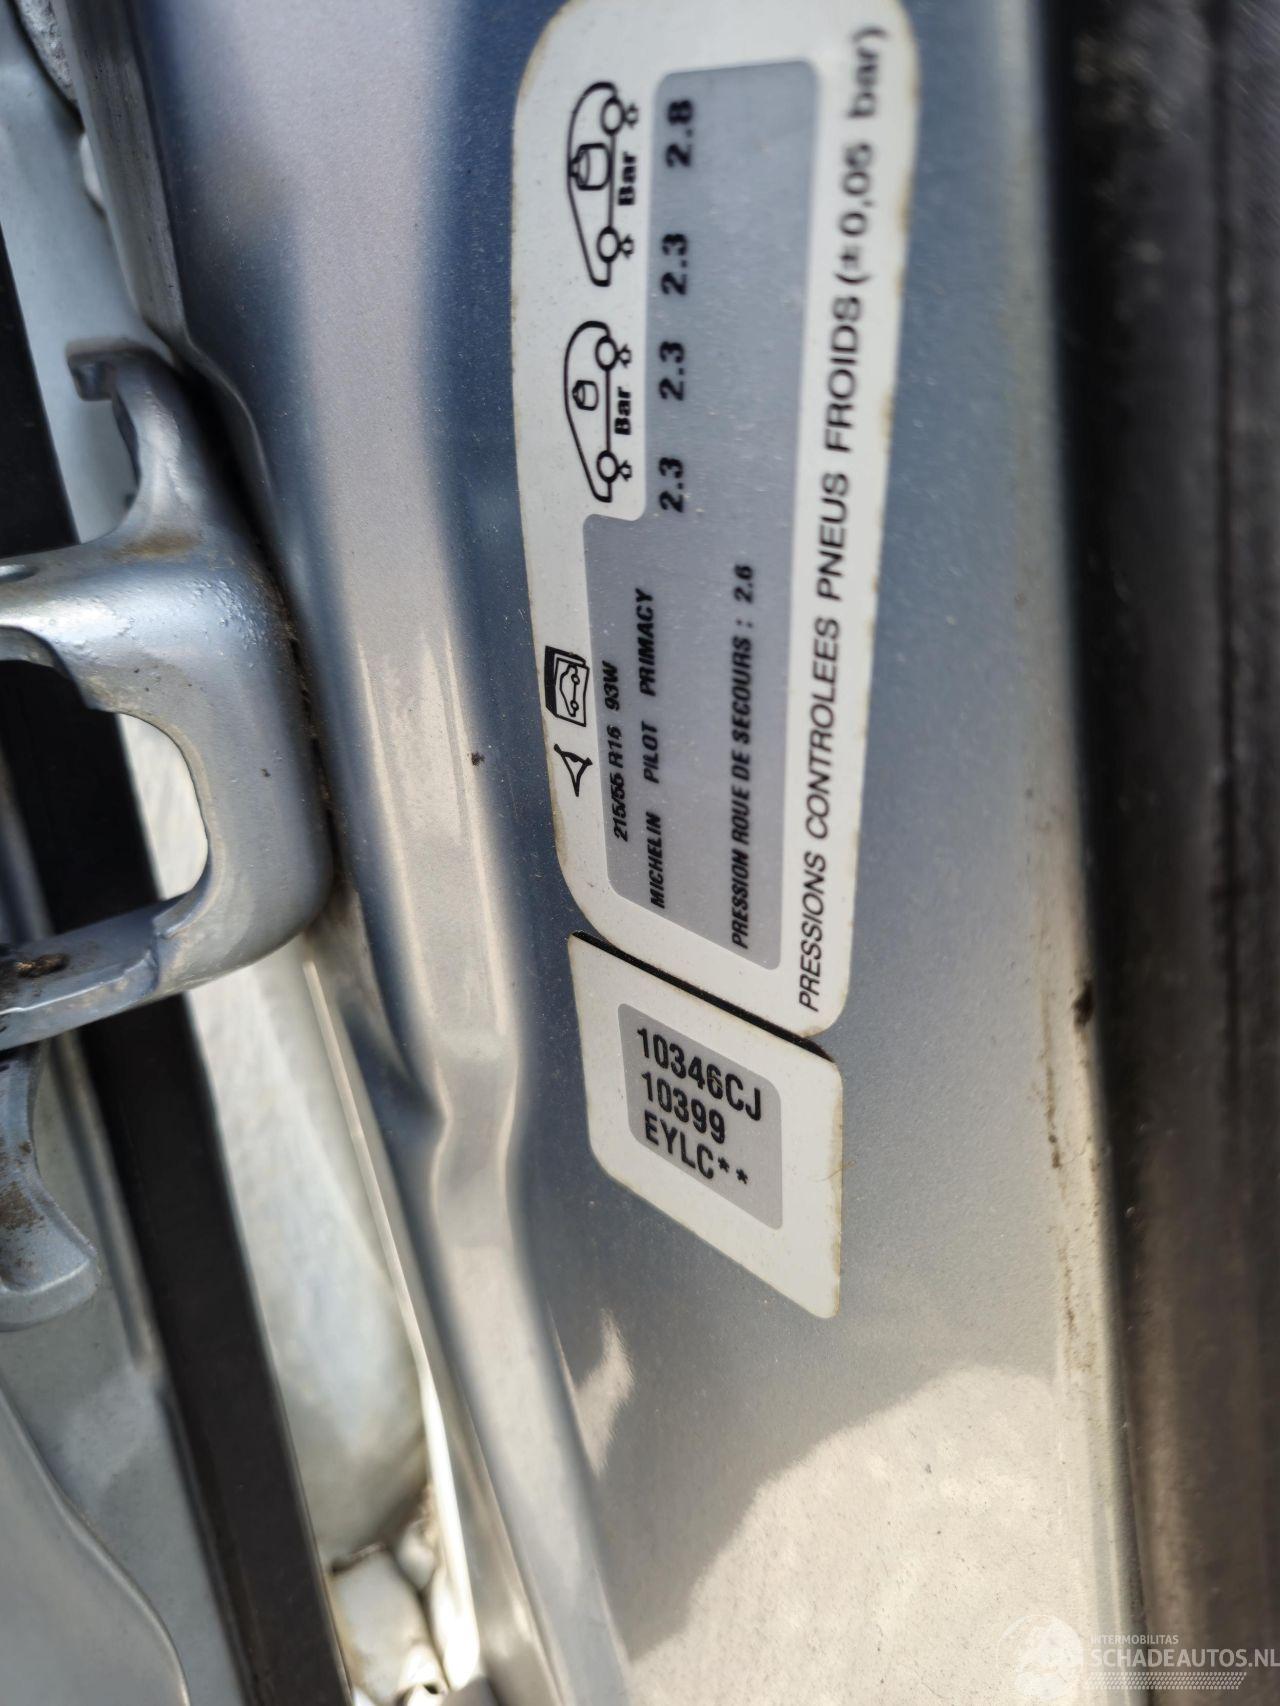 Bar Bar
215/55 R16 93W
MICHELIN PILOT PRIMACY 2.3 2.3 2.3 2.8
PRESSION ROUE DE SECOURS : 2.6
PRESSIONS CONTROLEES PNEUS FROIDS (±0,05 bar)
10346CJ
10399
EYLC**
INTERMOBILITAS
SCHADEAUTOS.NL